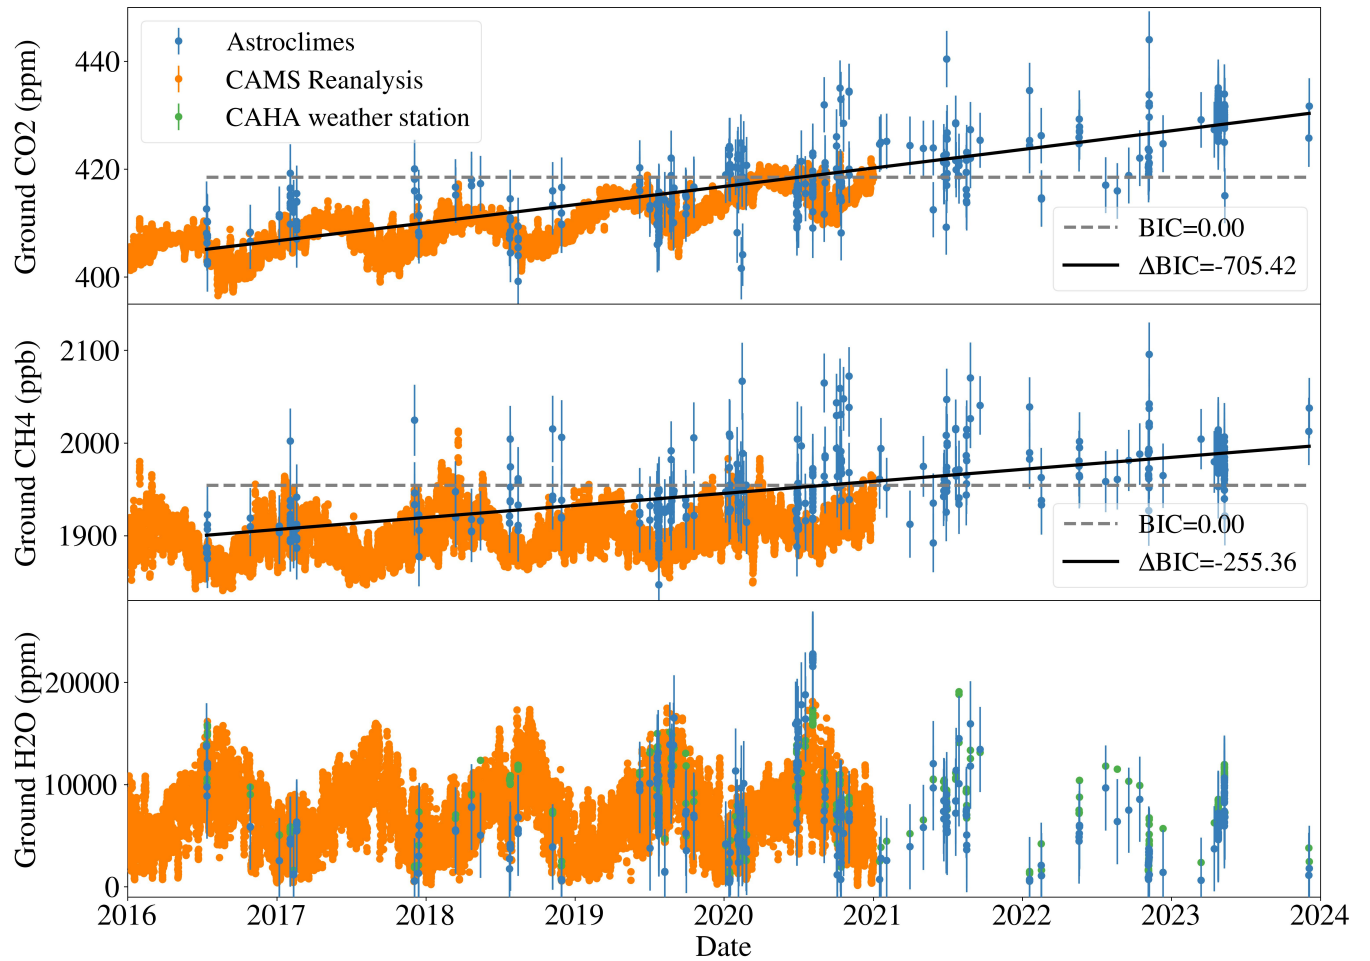 Ground CO2 (ppm)
440
420
400
Astroclimes
CAMS Reanalysis
CAHA weather station
BIC=0.00
ΔBIC=-705.42
Ground CH4 (ppb)
2100
2000
1900
BIC=0.00
ΔBIC=-255.36
Ground H2O (ppm)
20000
10000
0
2016 2017 2018 2019 2020 2021 2022 2023 2024
Date